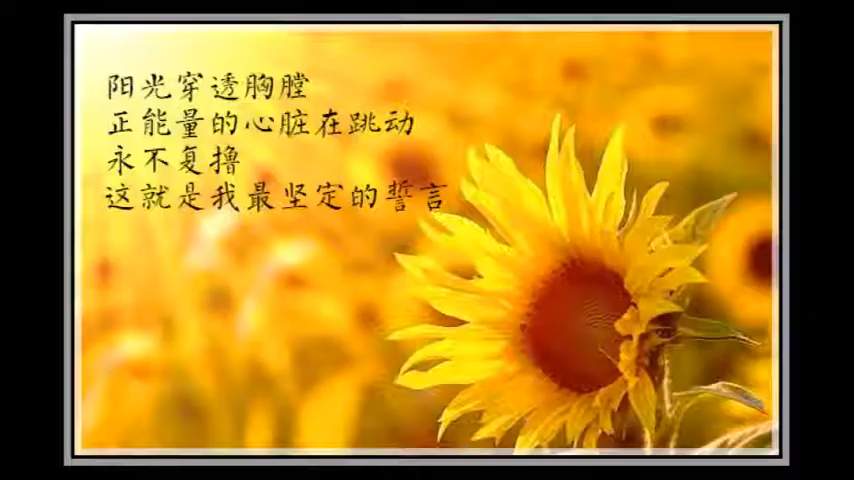 阳光穿透胸膛
正能量的心脏在跳动
永不复撸
这就是我最坚定的誓言